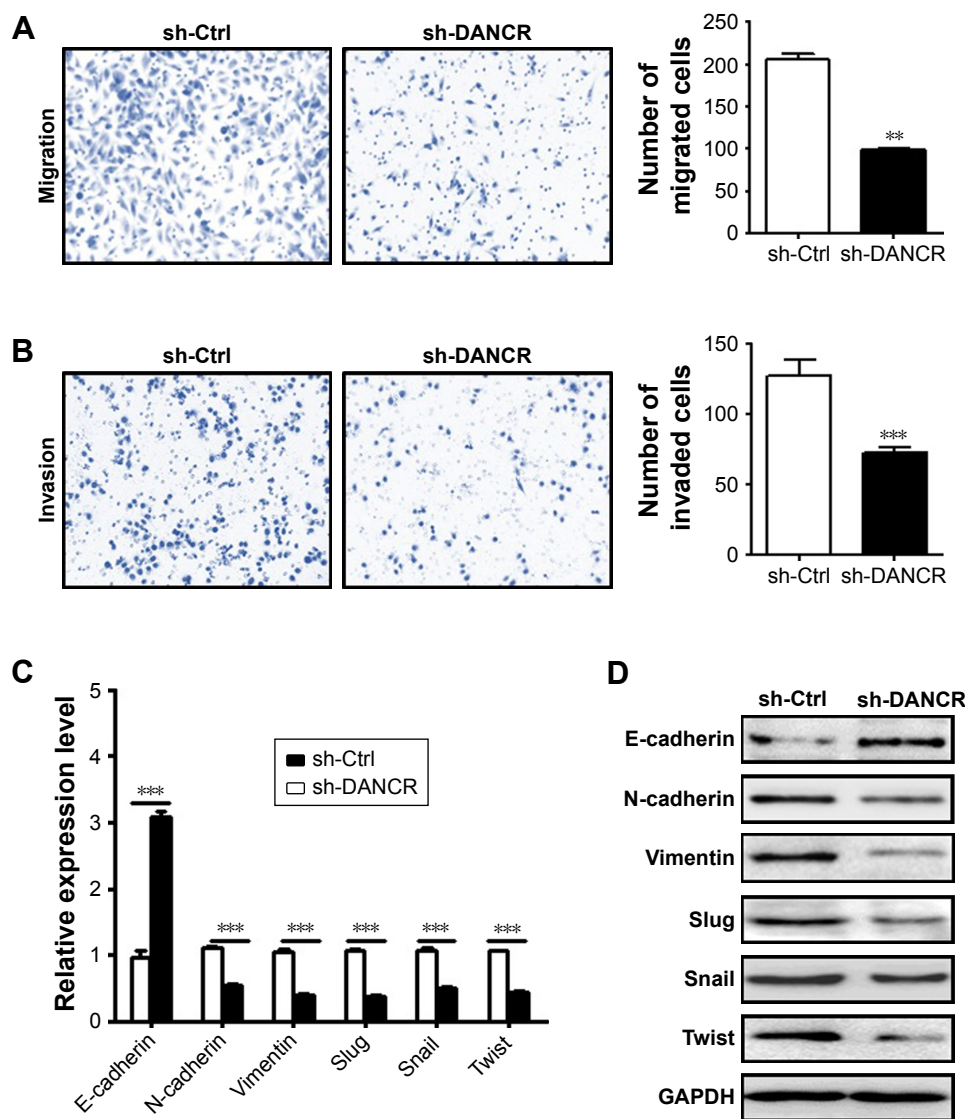 A
sh-Ctrl
sh-DANCR
Migration
Number of
migrated cells
250
200
150
100
50
0
**
sh-Ctrl
sh-DANCR
B
sh-Ctrl
sh-DANCR
Invasion
Number of
invaded cells
150
100
50
0
***
sh-Ctrl
sh-DANCR
C
Relative expression level
5
4
3
2
1
0
sh-Ctrl
sh-DANCR
***
***
***
***
***
***
E-cadherin
N-cadherin
Vimentin
Slug
Snail
Twist
D
sh-Ctrl
sh-DANCR
E-cadherin
N-cadherin
Vimentin
Slug
Snail
Twist
GAPDH